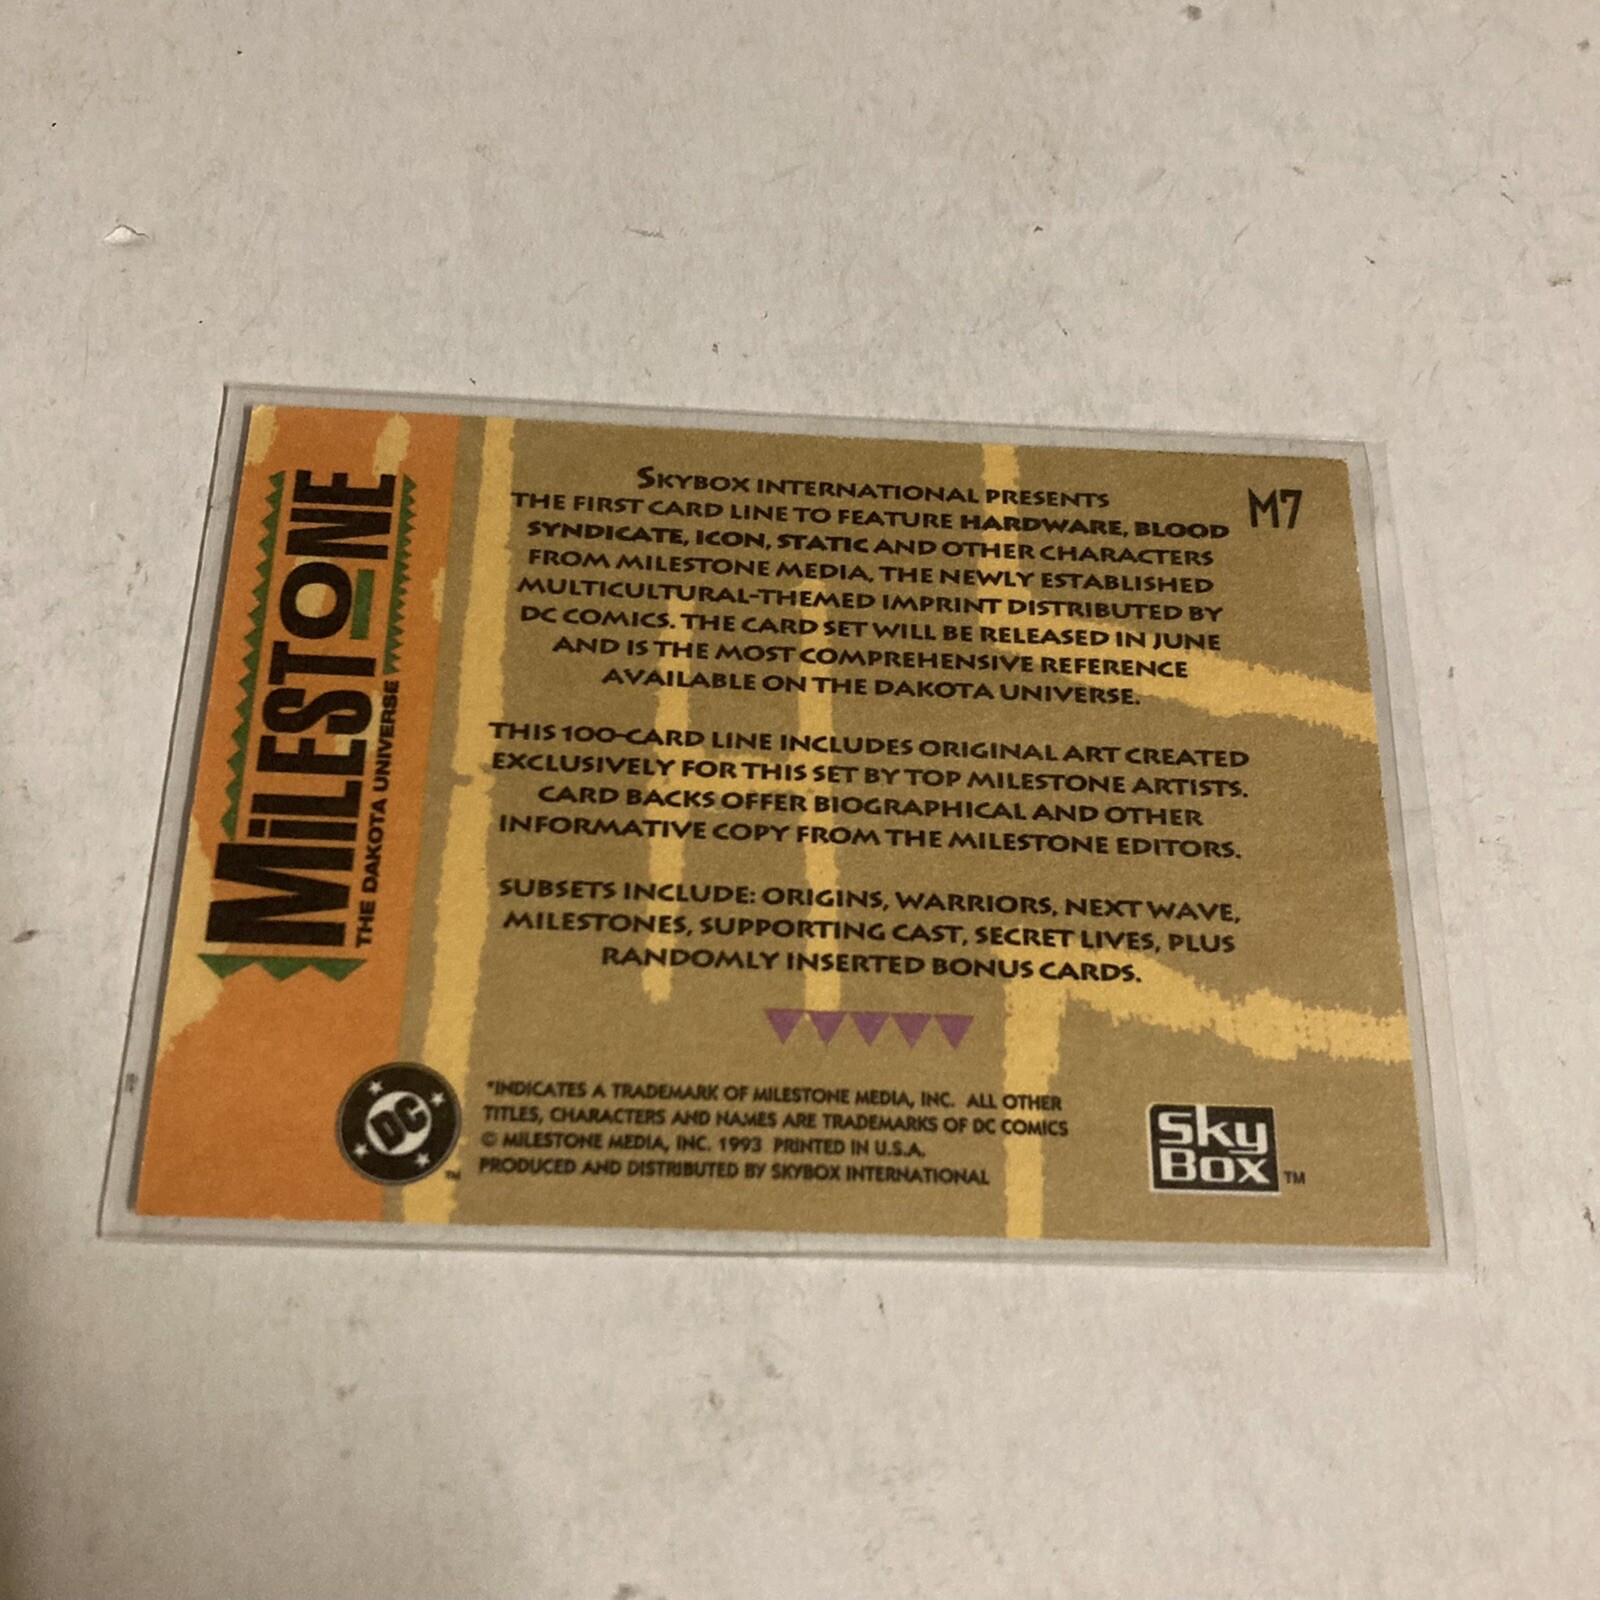 MiLESTONE
THE DAKOTA UNIVERSE
M7
SKYBOX INTERNATIONAL PRESENTS
THE FIRST CARD LINE TO FEATURE HARDWARE, BLOOD
SYNDICATE, ICON, STATIC AND OTHER CHARACTERS
FROM MILESTONE MEDIA, THE NEWLY ESTABLISHED
MULTICULTURAL-THEMED IMPRINT DISTRIBUTED BY
DC COMICS. THE CARD SET WILL BE RELEASED IN JUNE
AND IS THE MOST COMPREHENSIVE REFERENCE
AVAILABLE ON THE DAKOTA UNIVERSE.
THIS 100-CARD LINE INCLUDES ORIGINAL ART CREATED
EXCLUSIVELY FOR THIS SET BY TOP MILESTONE ARTISTS.
CARD BACKS OFFER BIOGRAPHICAL AND OTHER
INFORMATIVE COPY FROM THE MILESTONE EDITORS.
SUBSETS INCLUDE: ORIGINS, WARRIORS, NEXT WAVE,
MILESTONES, SUPPORTING CAST, SECRET LIVES, PLUS
RANDOMLY INSERTED BONUS CARDS.
DC TM
*INDICATES A TRADEMARK OF MILESTONE MEDIA, INC. ALL OTHER
TITLES, CHARACTERS AND NAMES ARE TRADEMARKS OF DC COMICS
© MILESTONE MEDIA, INC. 1993 PRINTED IN U.S.A.
PRODUCED AND DISTRIBUTED BY SKYBOX INTERNATIONAL
Sky
BOX TM